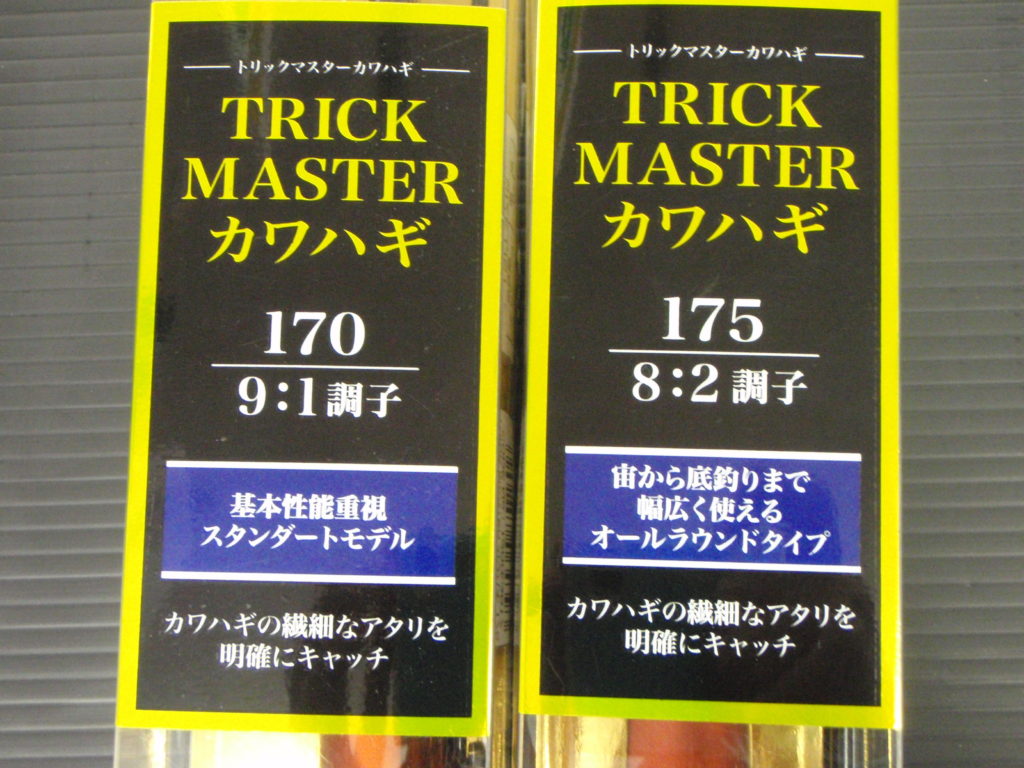 トリックマスターカワハギ
TRICK
MASTER
カワハギ
170
9:1調子
基本性能重視
スタンダートモデル
カワハギの繊細なアタリを
明確にキャッチ
トリックマスターカワハギ
TRICK
MASTER
カワハギ
175
8:2調子
宙から底釣りまで
幅広く使える
オールラウンドタイプ
カワハギの繊細なアタリを
明確にキャッチ